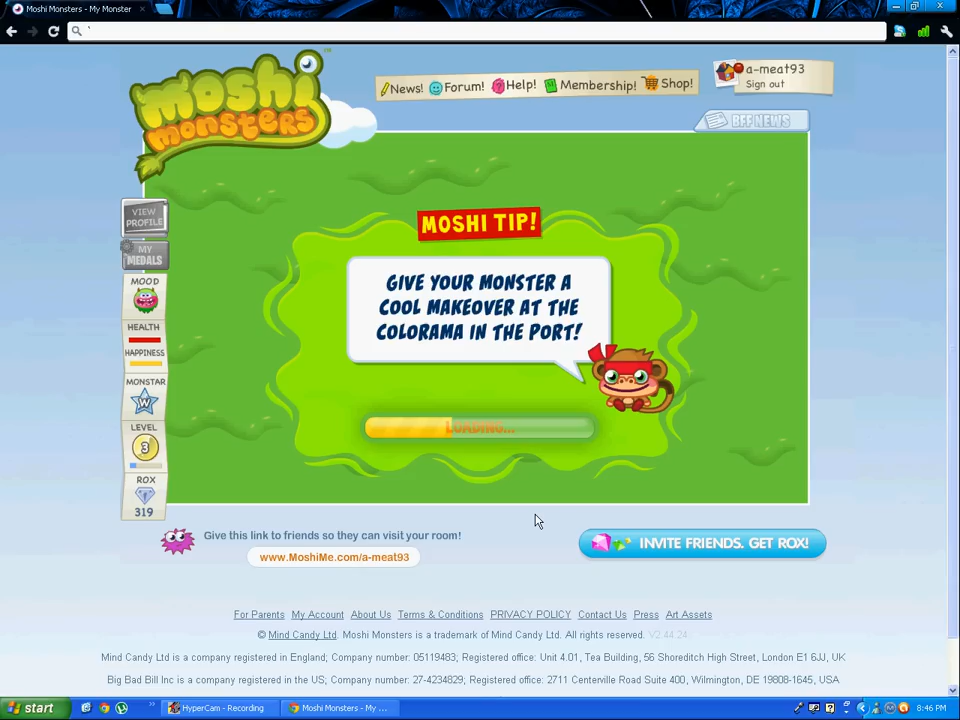 Moshi Monsters - My Monster
moshi
monsters
News! Forum! Help! Membership! Shop!
a-meat93
Sign out
BFF NEWS
VIEW
PROFILE
MY
MEDALS
MOOD
HEALTH
HAPPINESS
MONSTAR
W
LEVEL
3
ROX
319
MOSHI TIP!
GIVE YOUR MONSTER A
COOL MAKEOVER AT THE
COLORAMA IN THE PORT!
LOADING...
Give this link to friends so they can visit your room!
www.MoshiMe.com/a-meat93
INVITE FRIENDS. GET ROX!
For Parents My Account About Us Terms & Conditions PRIVACY POLICY Contact Us Press Art Assets
© Mind Candy Ltd. Moshi Monsters is a trademark of Mind Candy Ltd. All rights reserved. V2.44.24
Mind Candy Ltd is a company registered in England; Company number: 05119483; Registered office: Unit 4.01, Tea Building, 56 Shoreditch High Street, London E1 6JJ, UK
Big Bad Bill Inc is a company registered in the US; Company number: 27-4234829; Registered office: 2711 Centerville Road Suite 400, Wilmington, DE 19808-1645, USA
start
HyperCam - Recording
Moshi Monsters - My ...
8:46 PM